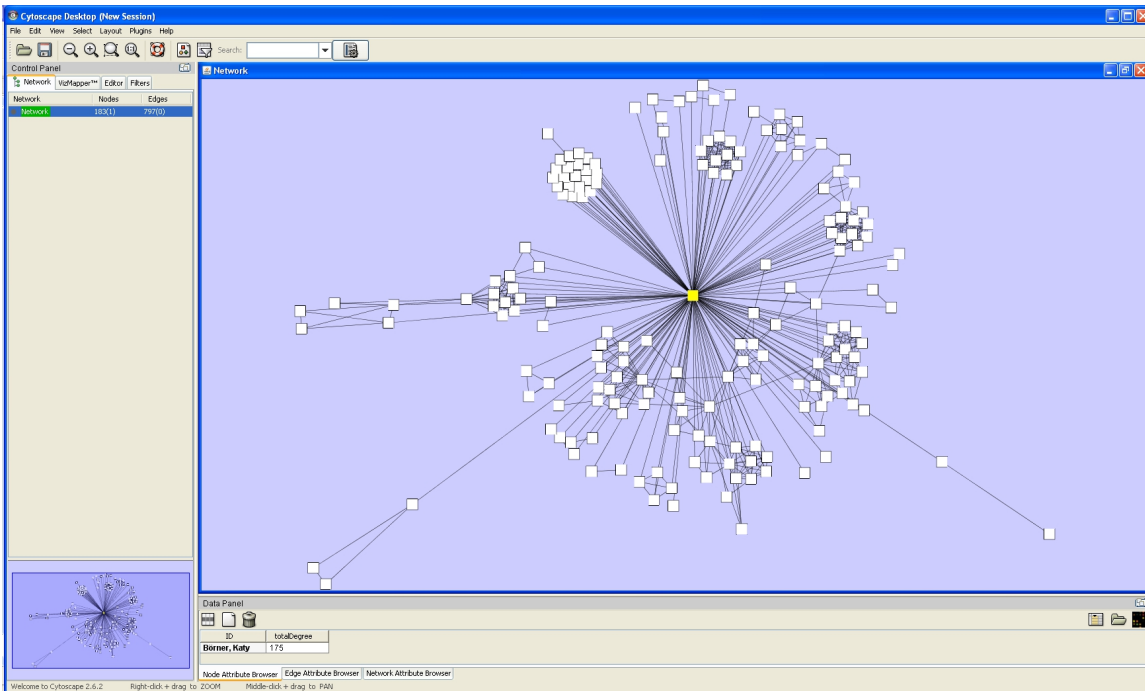 Cytoscape Desktop (New Session)
File Edit View Select Layout Plugins Help
Search:
Control Panel
Network VizMapper™ Editor Filters
Network Nodes Edges
Network 183(1) 797(0)
Network
Data Panel
ID totalDegree
Borner, Katy 175
Node Attribute Browser Edge Attribute Browser Network Attribute Browser
Welcome to Cytoscape 2.6.2 Right-click + drag to ZOOM Middle-click + drag to PAN